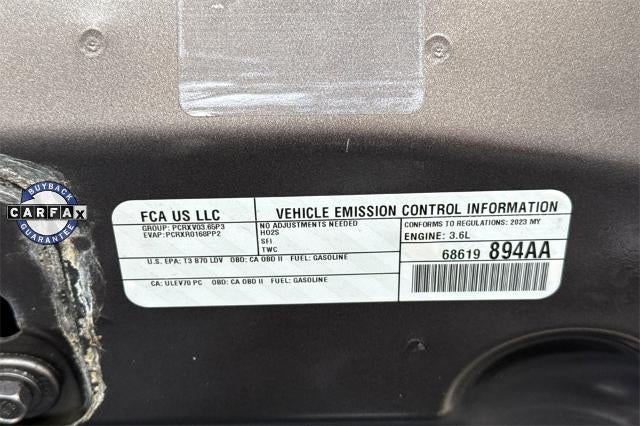 BUYBACK
CARFAX
GUARANTEE
FCA US LLC
VEHICLE EMISSION CONTROL INFORMATION
GROUP: PCRXV03.65P3
EVAP: PCRXR0168PP2
NO ADJUSTMENTS NEEDED
HO2S
SFI
TWC
CONFORMS TO REGULATIONS: 2023 MY
ENGINE: 3.6L
68619 894AA
U.S. EPA: T3 B70 LDV OBD: CA OBD II FUEL: GASOLINE
CA: ULEV70 PC OBD: CA OBD II FUEL: GASOLINE